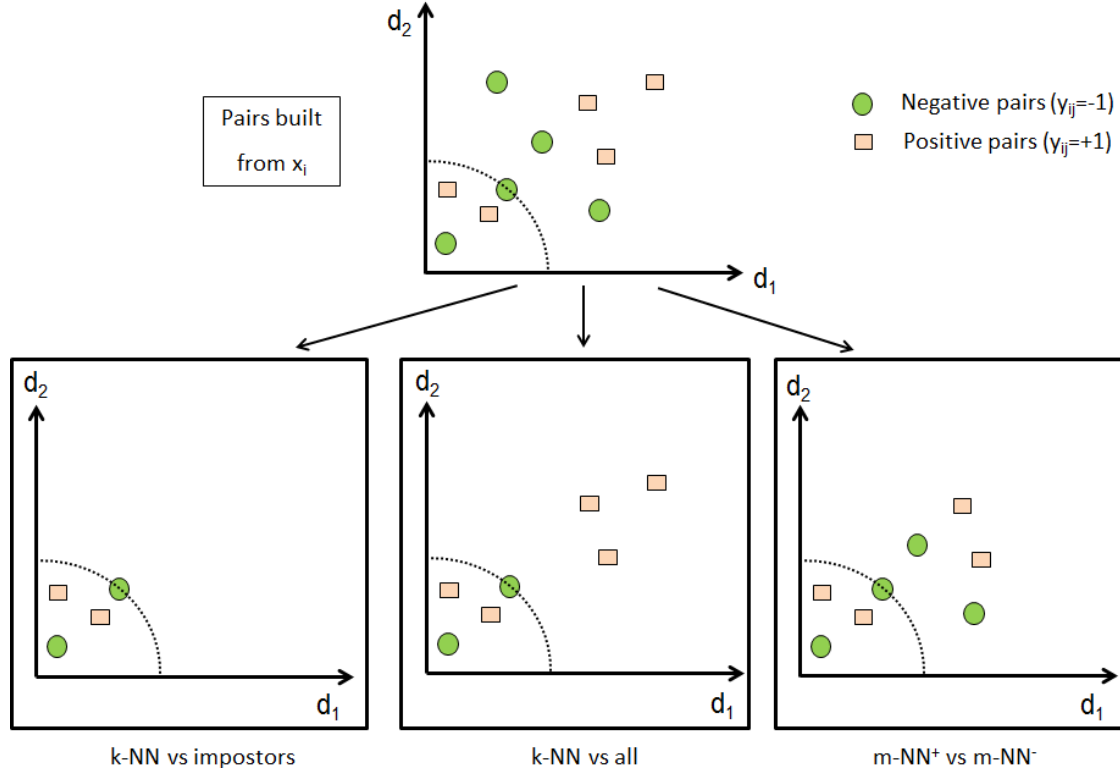 d₂
Pairs built
from xᵢ
Negative pairs (yᵢⱼ=-1)
Positive pairs (yᵢⱼ=+1)
d₁
d₂
d₁
k-NN vs impostors
d₂
d₁
k-NN vs all
d₂
d₁
m-NN⁺ vs m-NN⁻